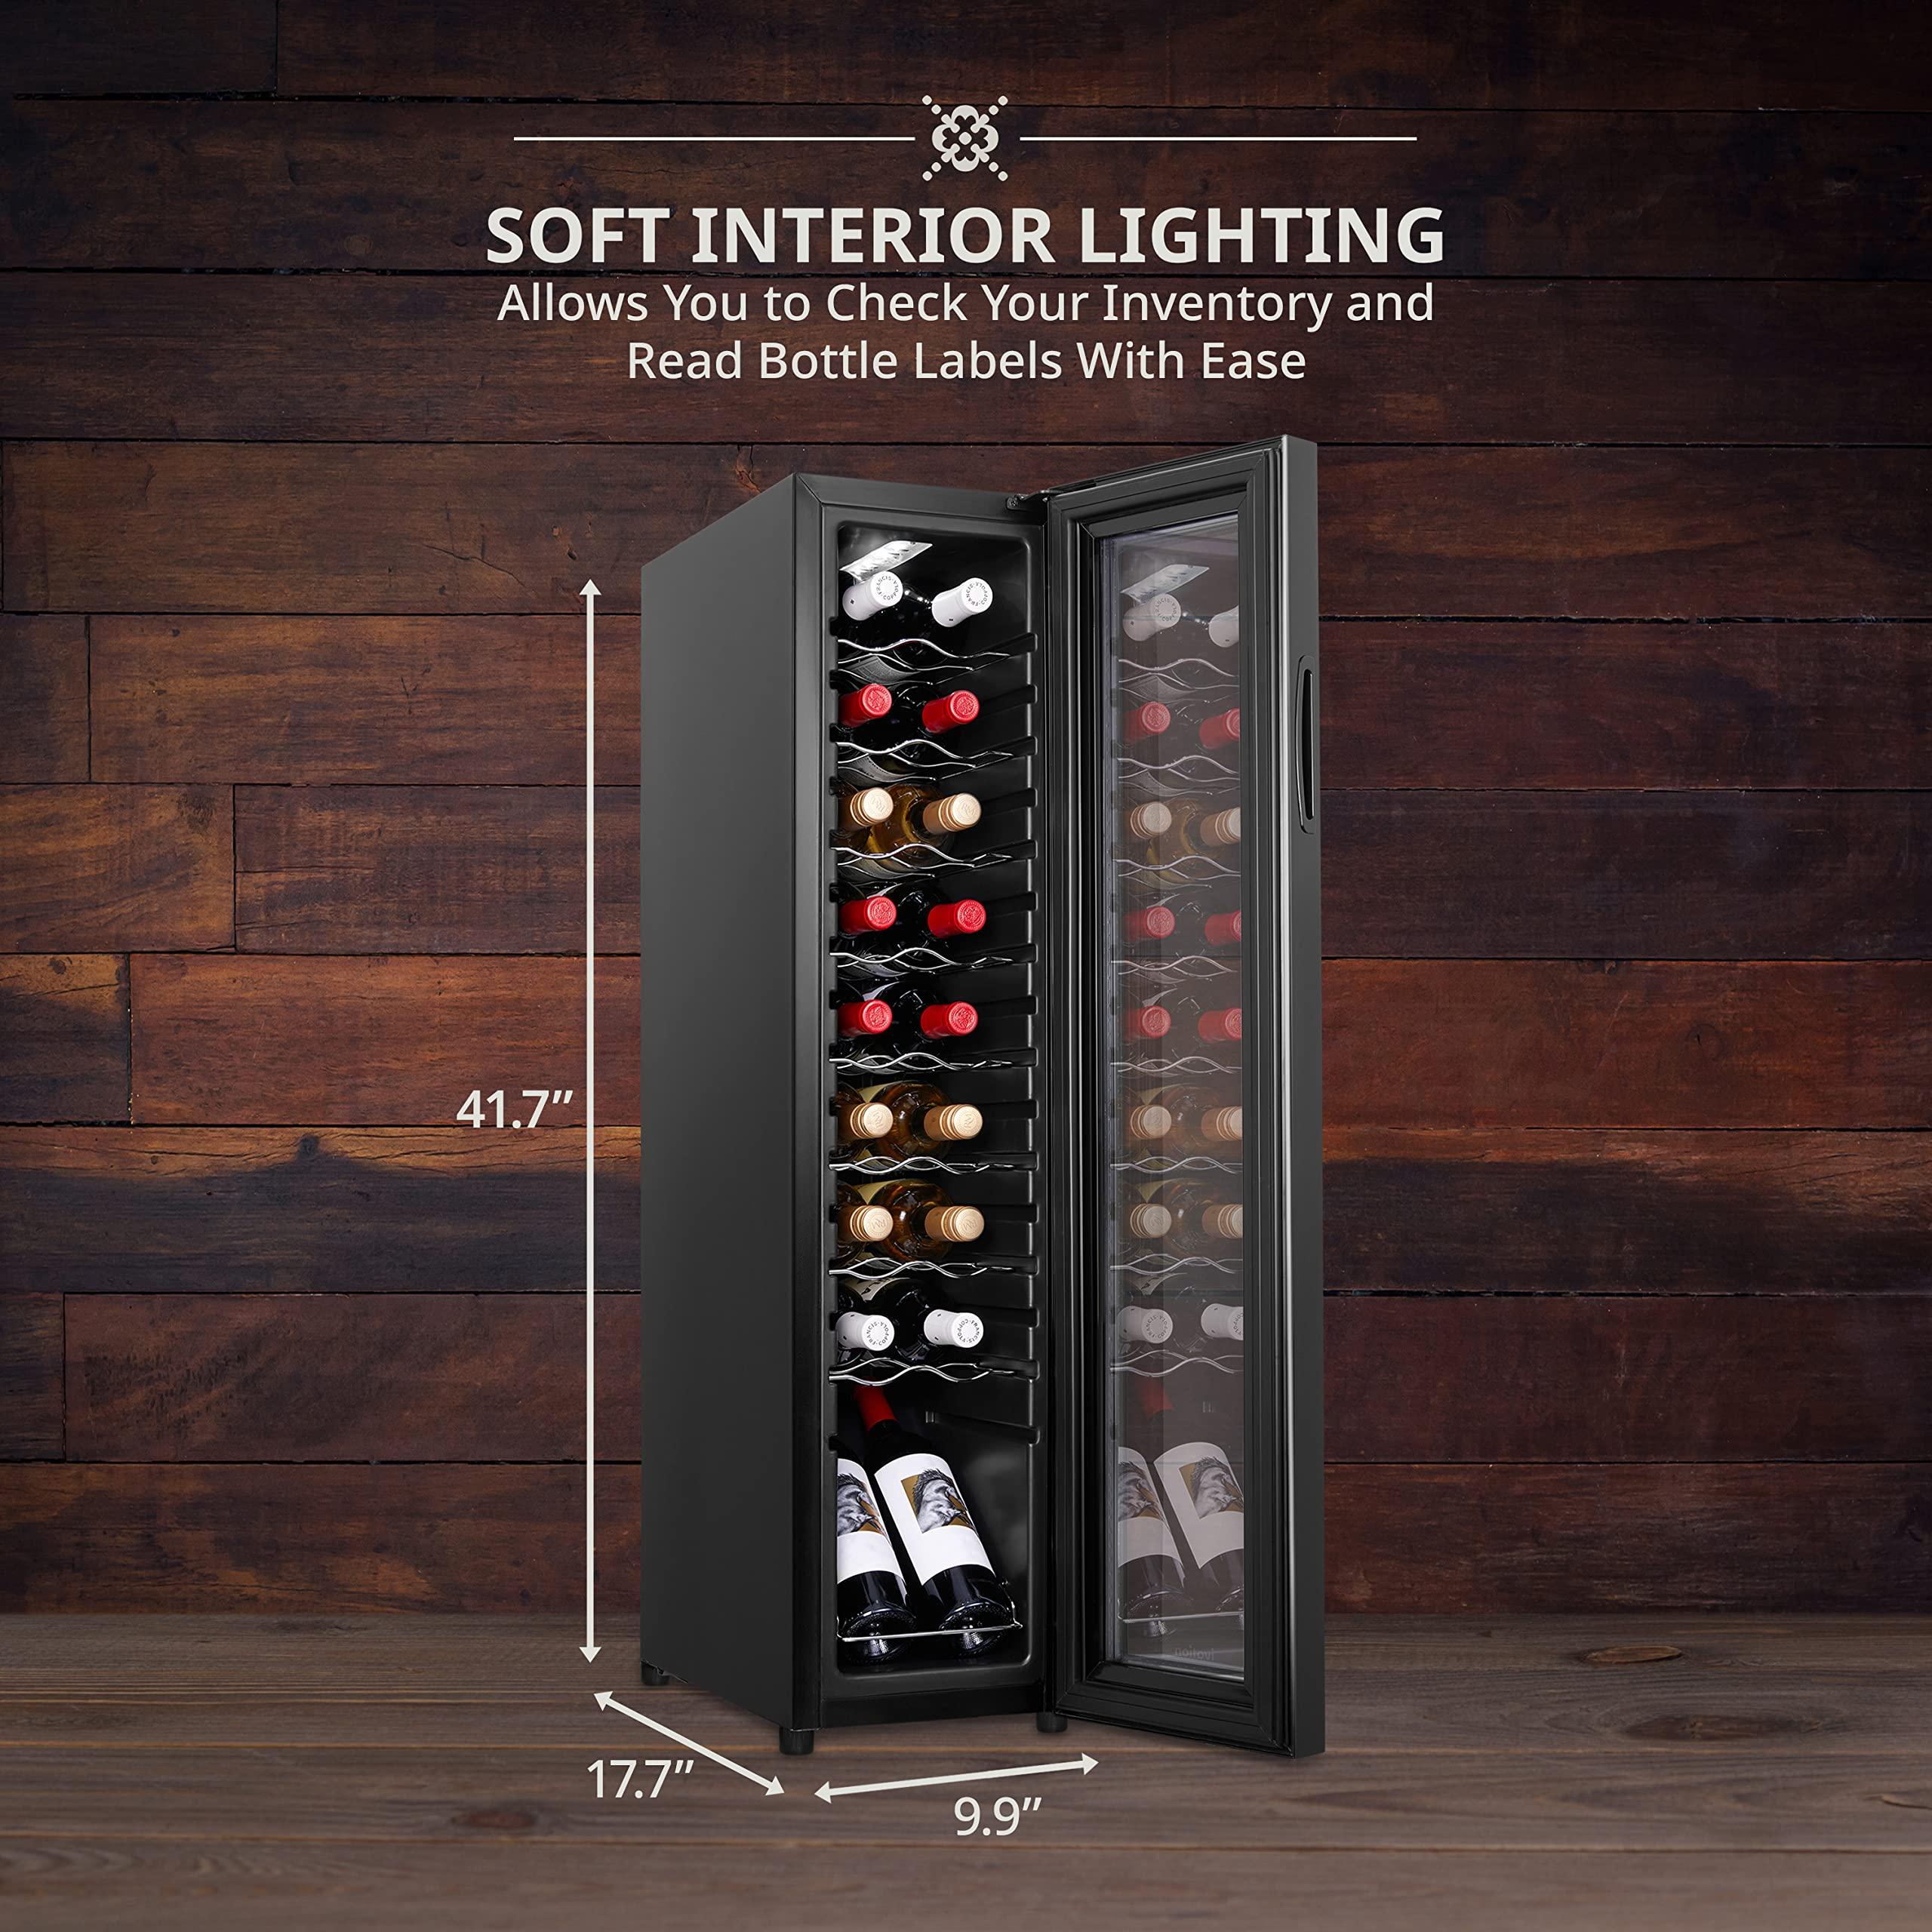 SOFT INTERIOR LIGHTING
Allows You to Check Your Inventory and
Read Bottle Labels With Ease
41.7”
17.7”
9.9”